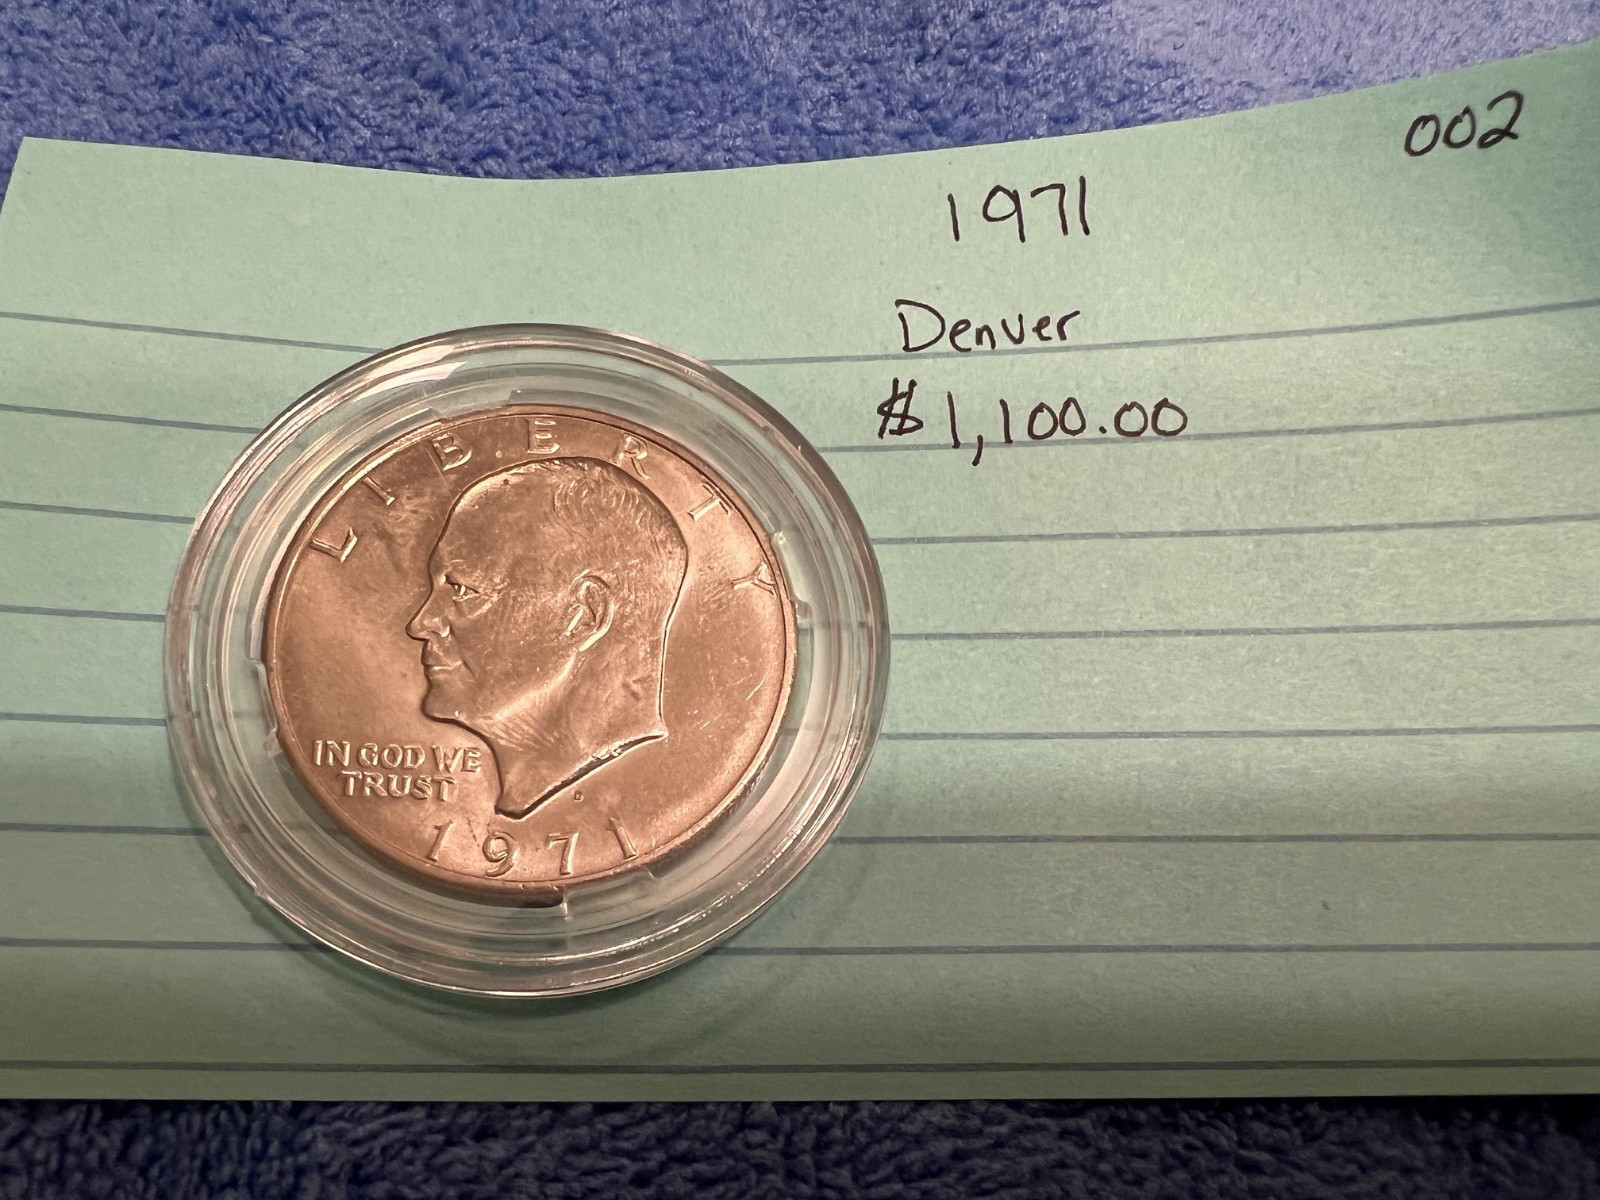 002
1971
Denver
$1,100.00
LIBERTY
IN GOD WE
TRUST
D
1971